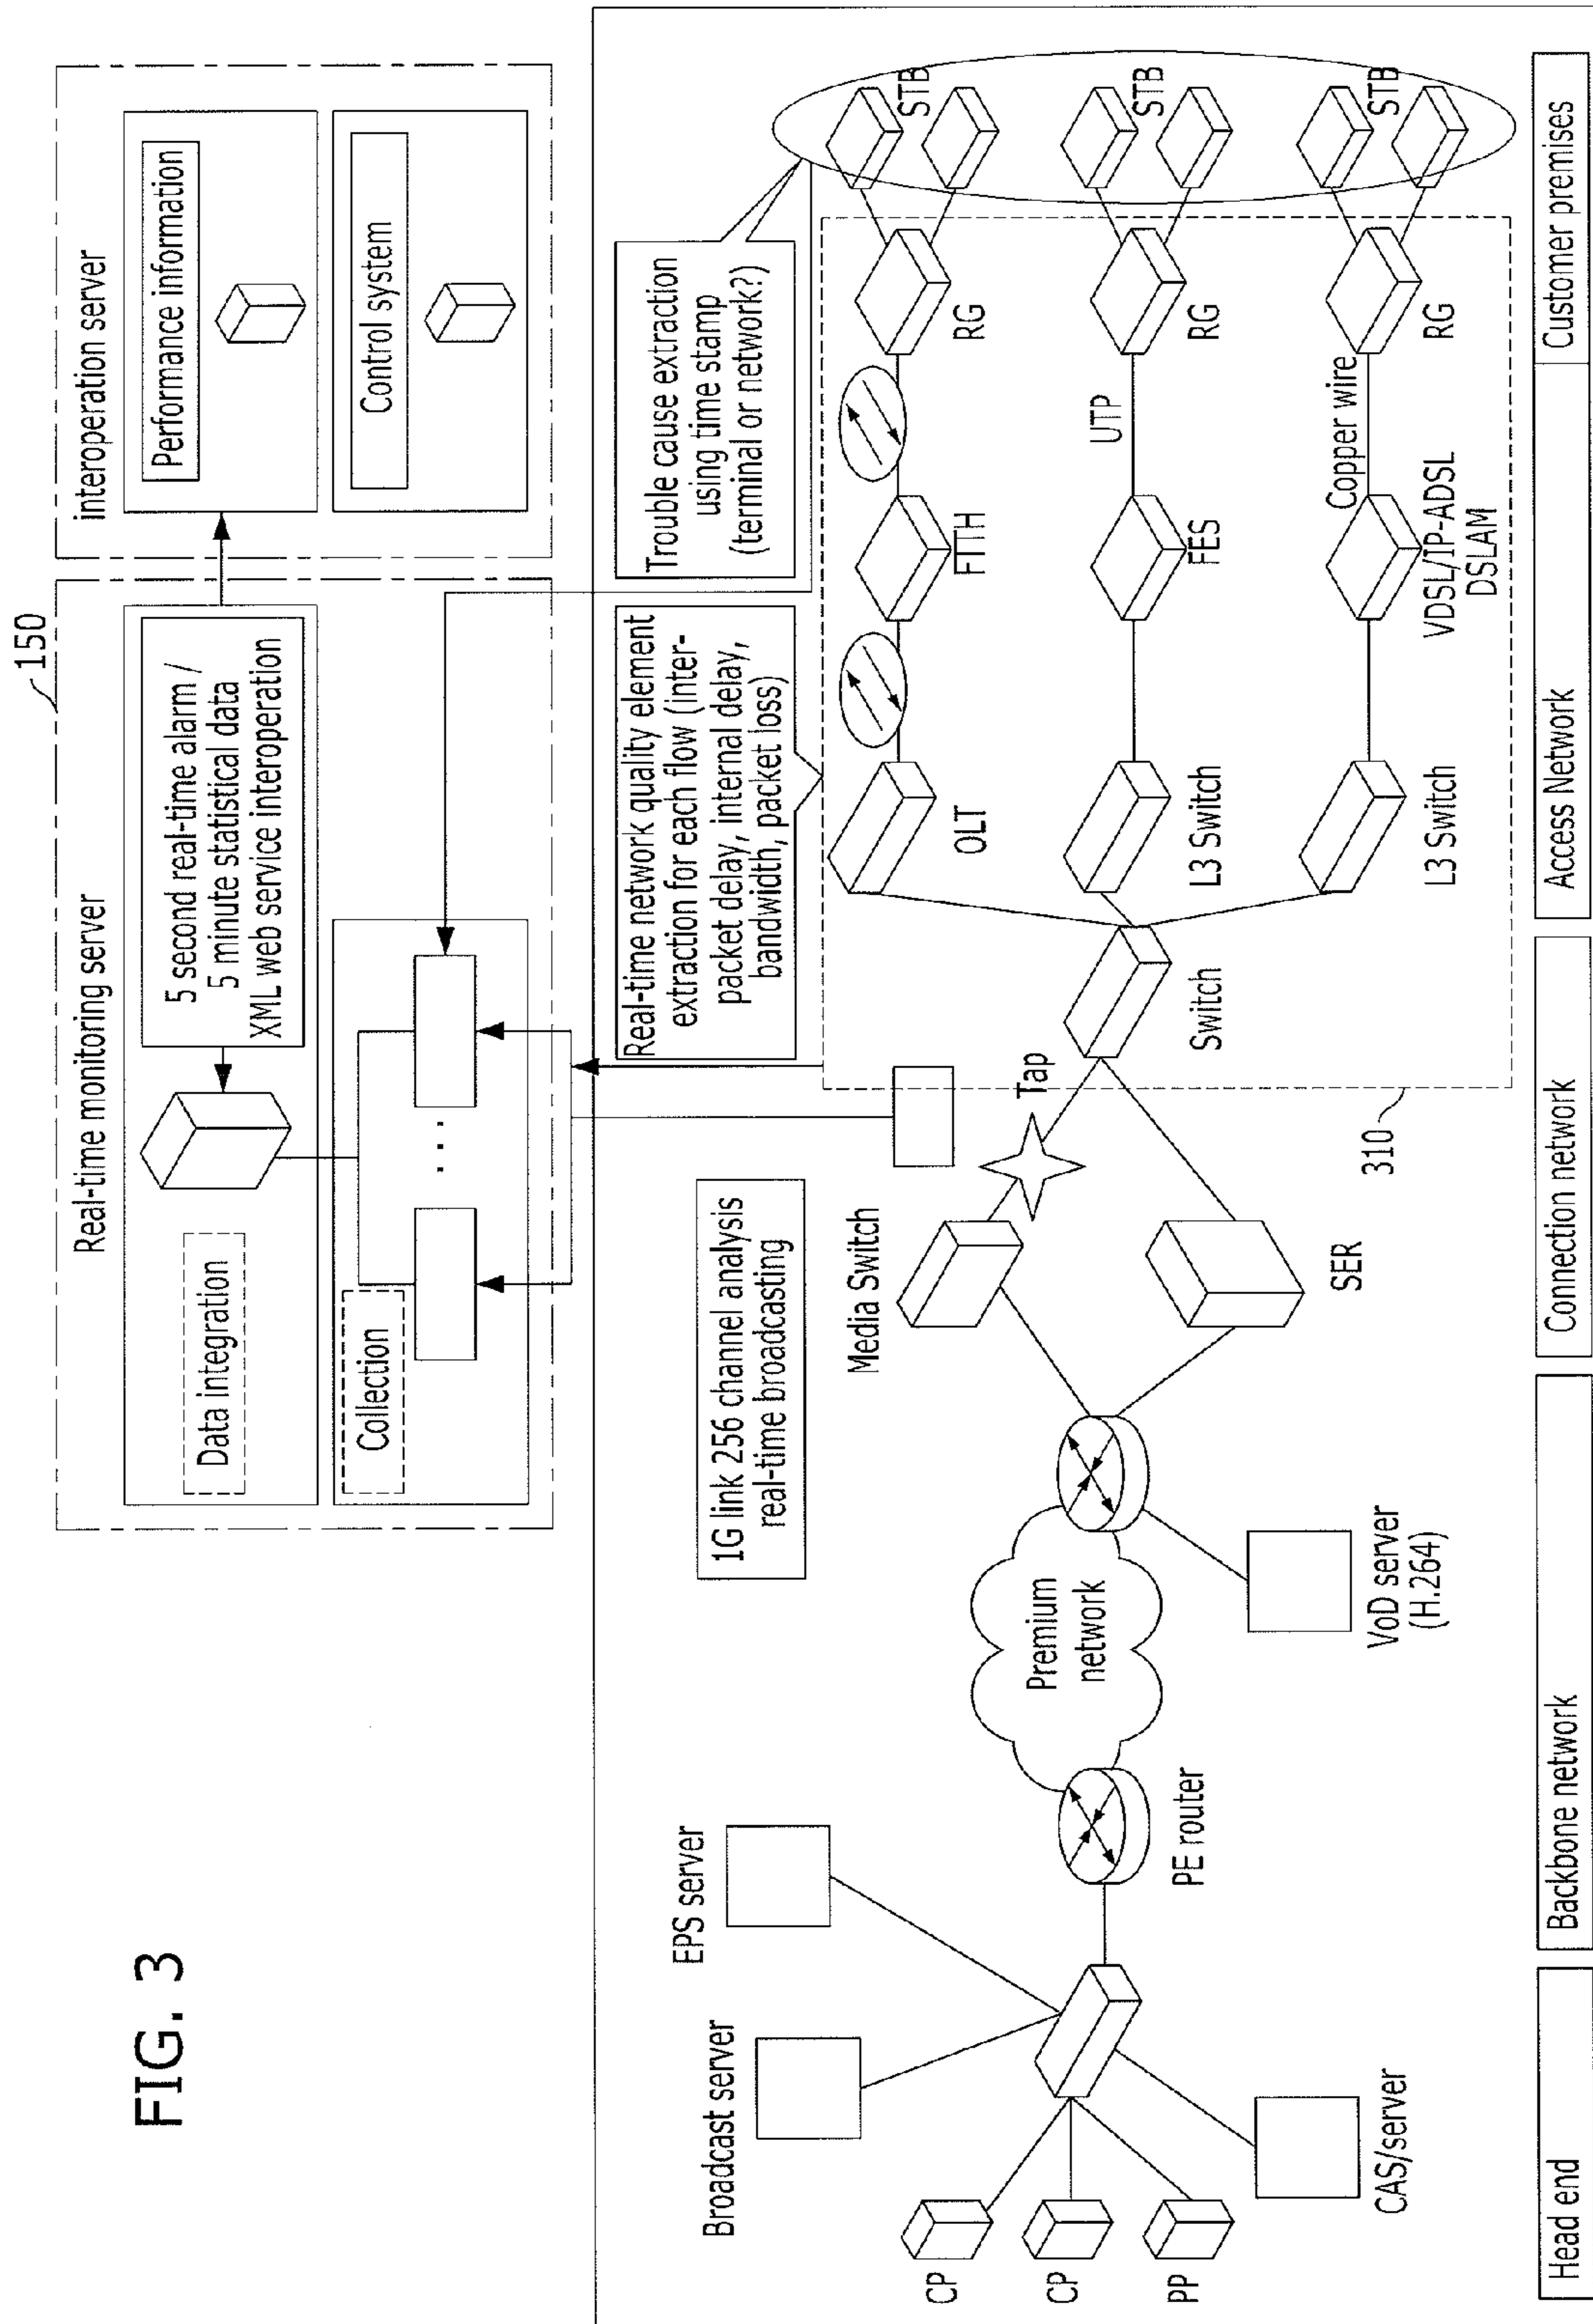 FIG. 3
150
Real-time monitoring server
interoperation server
Data integration
5 second real-time alarm /
5 minute statistical data
XML web service interoperation
Performance information
Collection
...
Control system
1G link 256 channel analysis
real-time broadcasting
Real-time network quality element
extraction for each flow (inter-
packet delay, internal delay,
bandwidth, packet loss)
Trouble cause extraction
using time stamp
(terminal or network?)
EPS server
Broadcast server
CP
CP
PP
CAS/server
PE router
Premium
network
VoD server
(H.264)
Media Switch
SER
Tap
310
Switch
OLT
FTTH
RG
STB
L3 Switch
FES
UTP
RG
STB
L3 Switch
VDSL/IP-ADSL
DSLAM
Copper wire
RG
STB
Head end
Backbone network
Connection network
Access Network
Customer premises